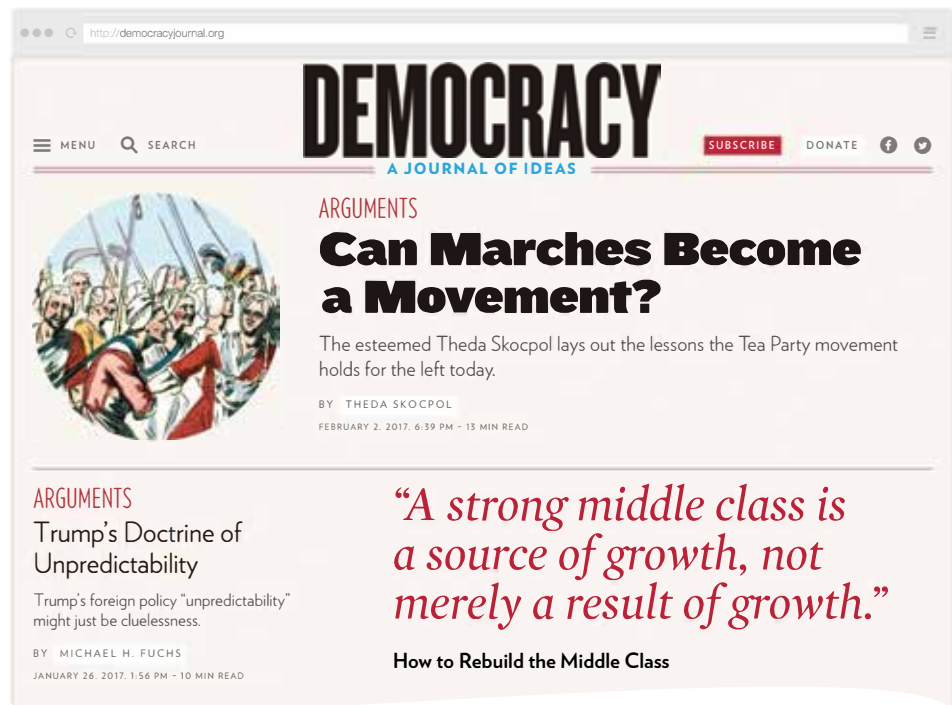 http://democracyjournal.org
DEMOCRACY
MENU
SEARCH
SUBSCRIBE
DONATE
A JOURNAL OF IDEAS
ARGUMENTS
Can Marches Become
a Movement?
The esteemed Theda Skocpol lays out the lessons the Tea Party movement
holds for the left today.
BY THEDA SKOCPOL
FEBRUARY 2, 2017, 6:39 PM – 13 MIN READ
ARGUMENTS
Trump's Doctrine of
Unpredictability
Trump's foreign policy "unpredictability"
might just be cluelessness.
BY MICHAEL H. FUCHS
JANUARY 26, 2017, 1:56 PM – 10 MIN READ
“A strong middle class is
a source of growth, not
merely a result of growth.”
How to Rebuild the Middle Class